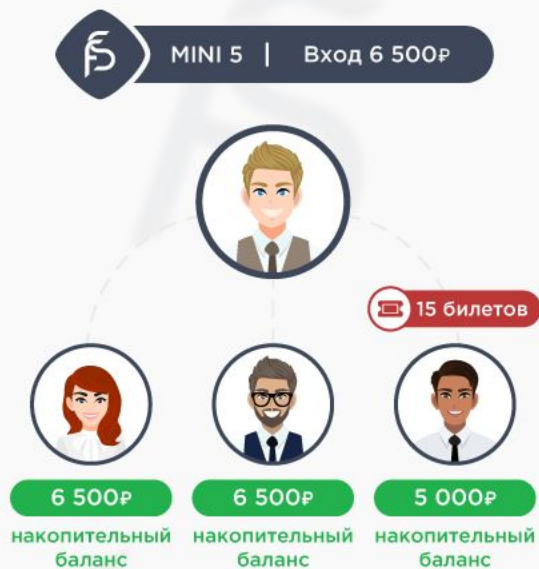 MINI 5 | Вход 6 500₽
15 билетов
6 500₽
накопительный
баланс
6 500₽
накопительный
баланс
5 000₽
накопительный
баланс